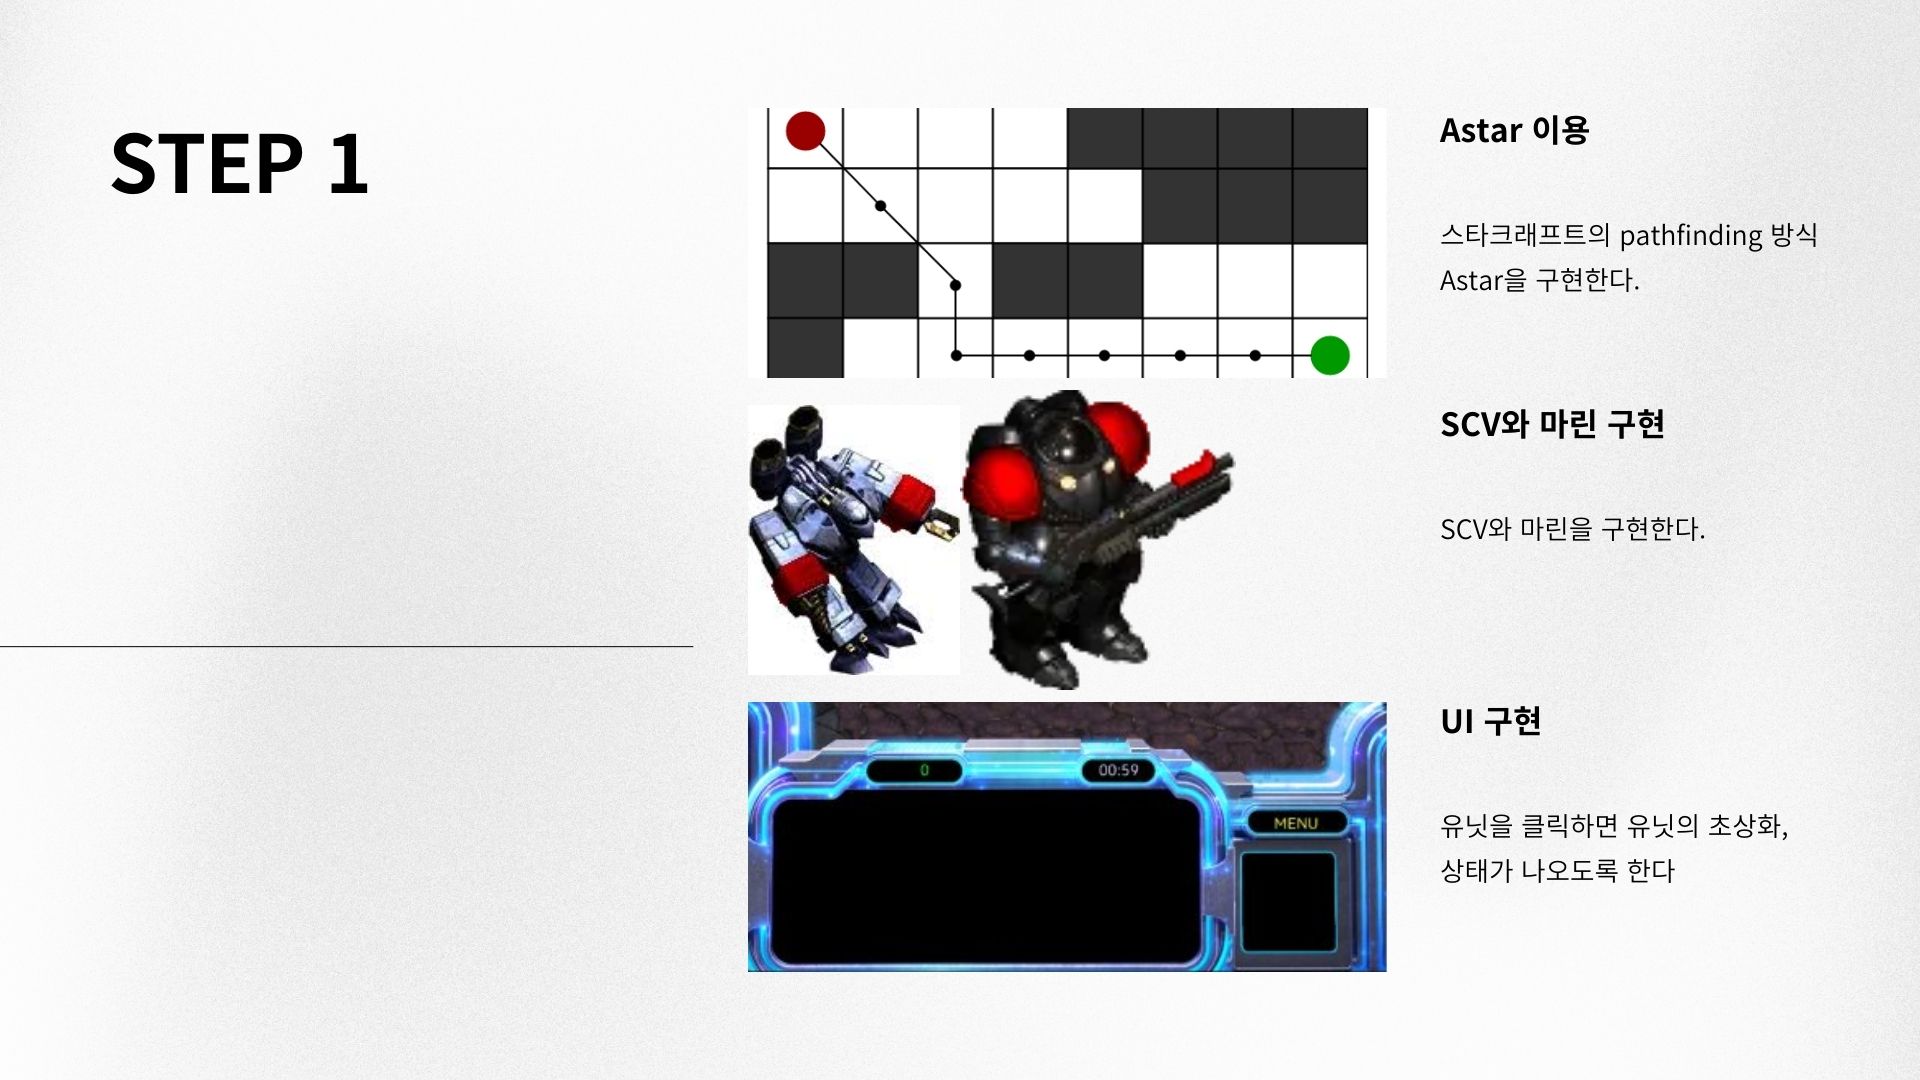 STEP 1
Astar 이용
스타크래프트의 pathfinding 방식
Astar을 구현한다.
SCV와 마린 구현
SCV와 마린을 구현한다.
0
00:59
MENU
UI 구현
유닛을 클릭하면 유닛의 초상화,
상태가 나오도록 한다